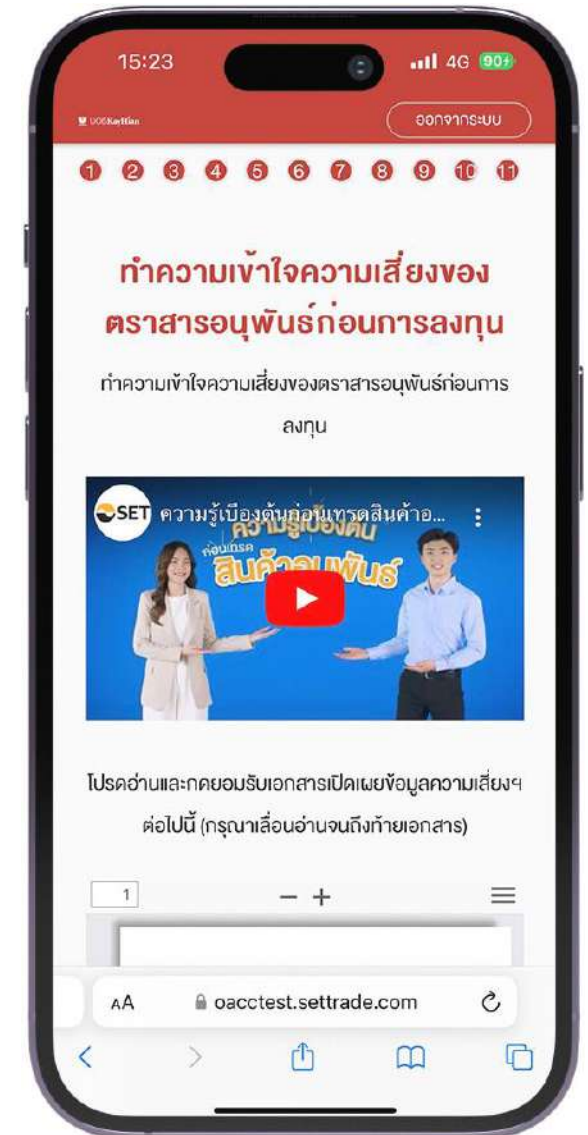 15:23
4G
90
UOBKayHian
ออกจากระบบ
1 2 3 4 5 6 7 8 9 10 11
ทำความเข้าใจความเสี่ยงของ
ตราสารอนุพันธ์ก่อนการลงทุน
ทำความเข้าใจความเสี่ยงของตราสารอนุพันธ์ก่อนการ
ลงทุน
SET ความรู้เบื้องต้นก่อนเทรดสินค้าอ...
ความรู้เบื้องต้น
ก่อนเทรด
สินค้าอนุพันธ์
โปรดอ่านและกดยอมรับเอกสารเปิดเผยข้อมูลความเสี่ยงฯ
ต่อไปนี้ (กรุณาเลื่อนอ่านจนถึงท้ายเอกสาร)
1
− +
AA
oacctest.settrade.com